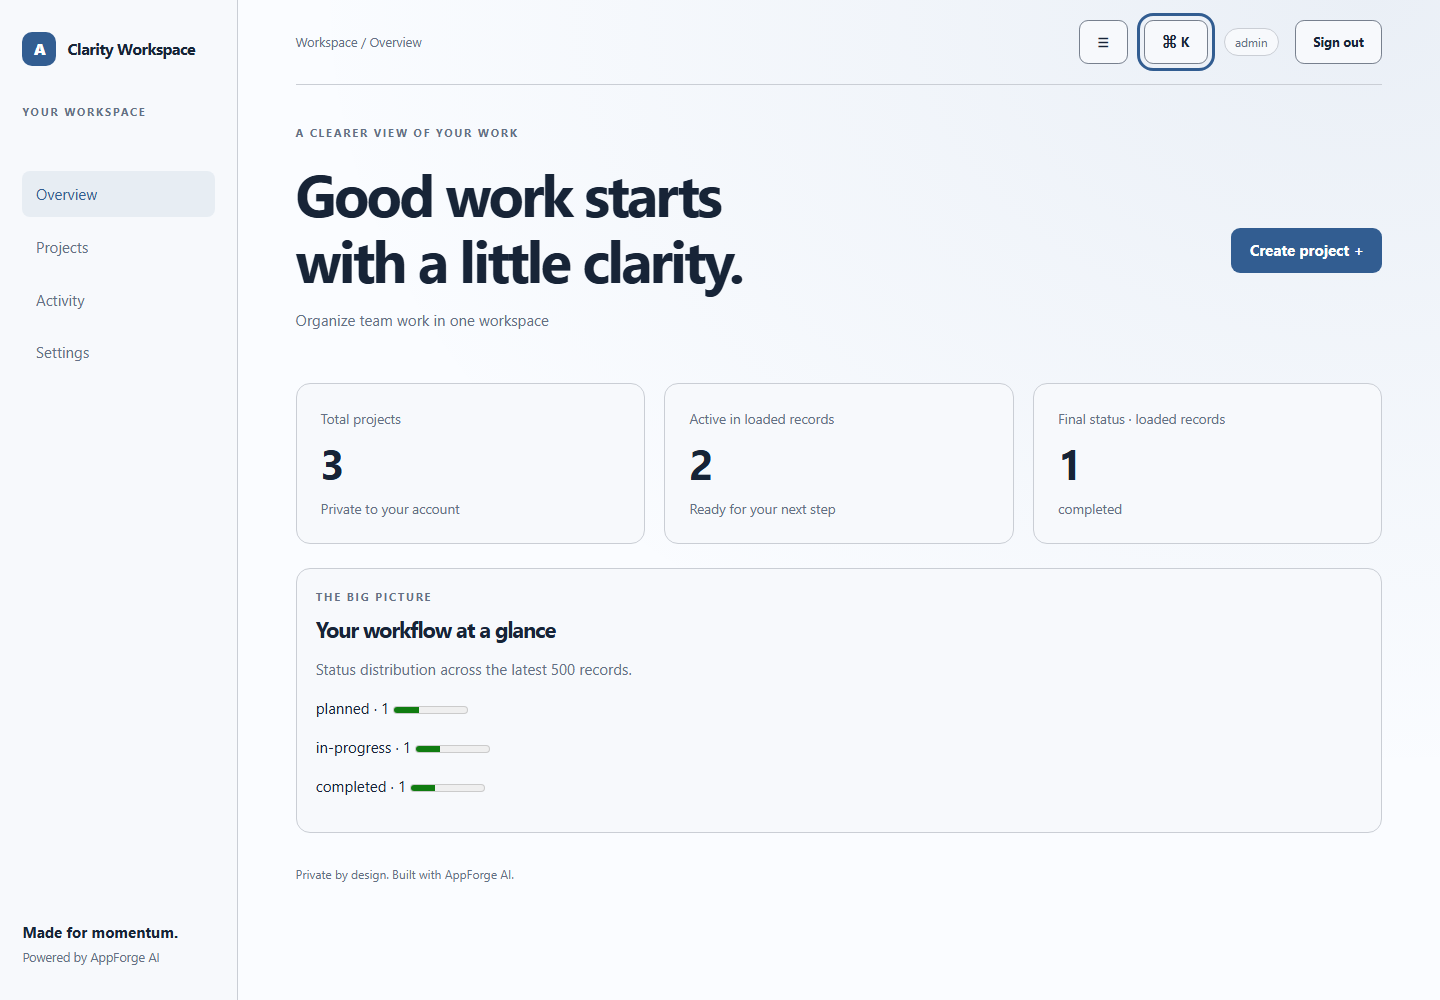 A Clarity Workspace
YOUR WORKSPACE
Overview
Projects
Activity
Settings
Made for momentum.
Powered by AppForge AI
Workspace / Overview
☰
⌘ K
admin
Sign out
A CLEARER VIEW OF YOUR WORK
Good work starts
with a little clarity.
Organize team work in one workspace
Create project +
Total projects
3
Private to your account
Active in loaded records
2
Ready for your next step
Final status · loaded records
1
completed
THE BIG PICTURE
Your workflow at a glance
Status distribution across the latest 500 records.
planned · 1
in-progress · 1
completed · 1
Private by design. Built with AppForge AI.